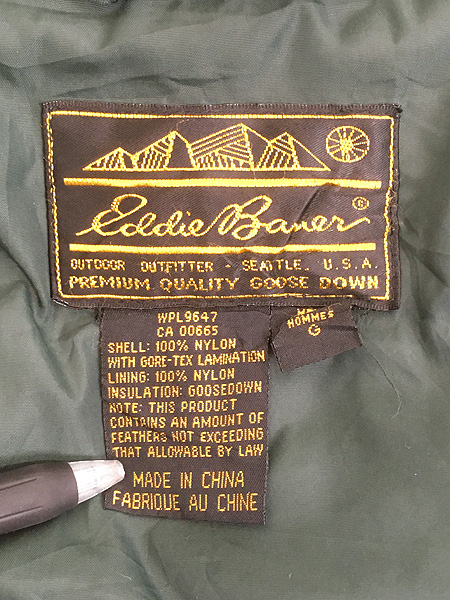 Eddie Bauer ®
OUTDOOR OUTFITTER - SEATTLE, U.S.A.
PREMIUM QUALITY GOOSE DOWN
WPL9647
CA 00665
SHELL: 100% NYLON
WITH GORE-TEX LAMINATION
LINING: 100% NYLON
INSULATION: GOOSEDOWN
NOTE: THIS PRODUCT
CONTAINS AN AMOUNT OF
FEATHERS NOT EXCEEDING
THAT ALLOWABLE BY LAW
MADE IN CHINA
FABRIQUE AU CHINE
HOMMES
G